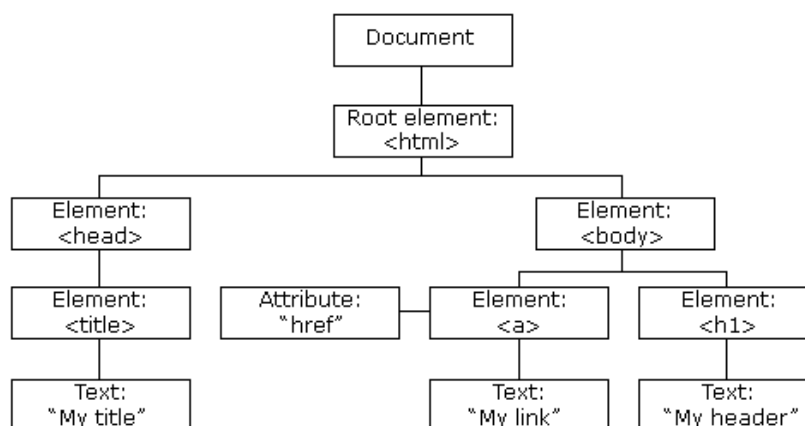 Document
Root element:
<html>
Element:
<head>
Element:
<body>
Element:
<title>
Attribute:
“href”
Element:
<a>
Element:
<h1>
Text:
“My title”
Text:
“My link”
Text:
“My header”